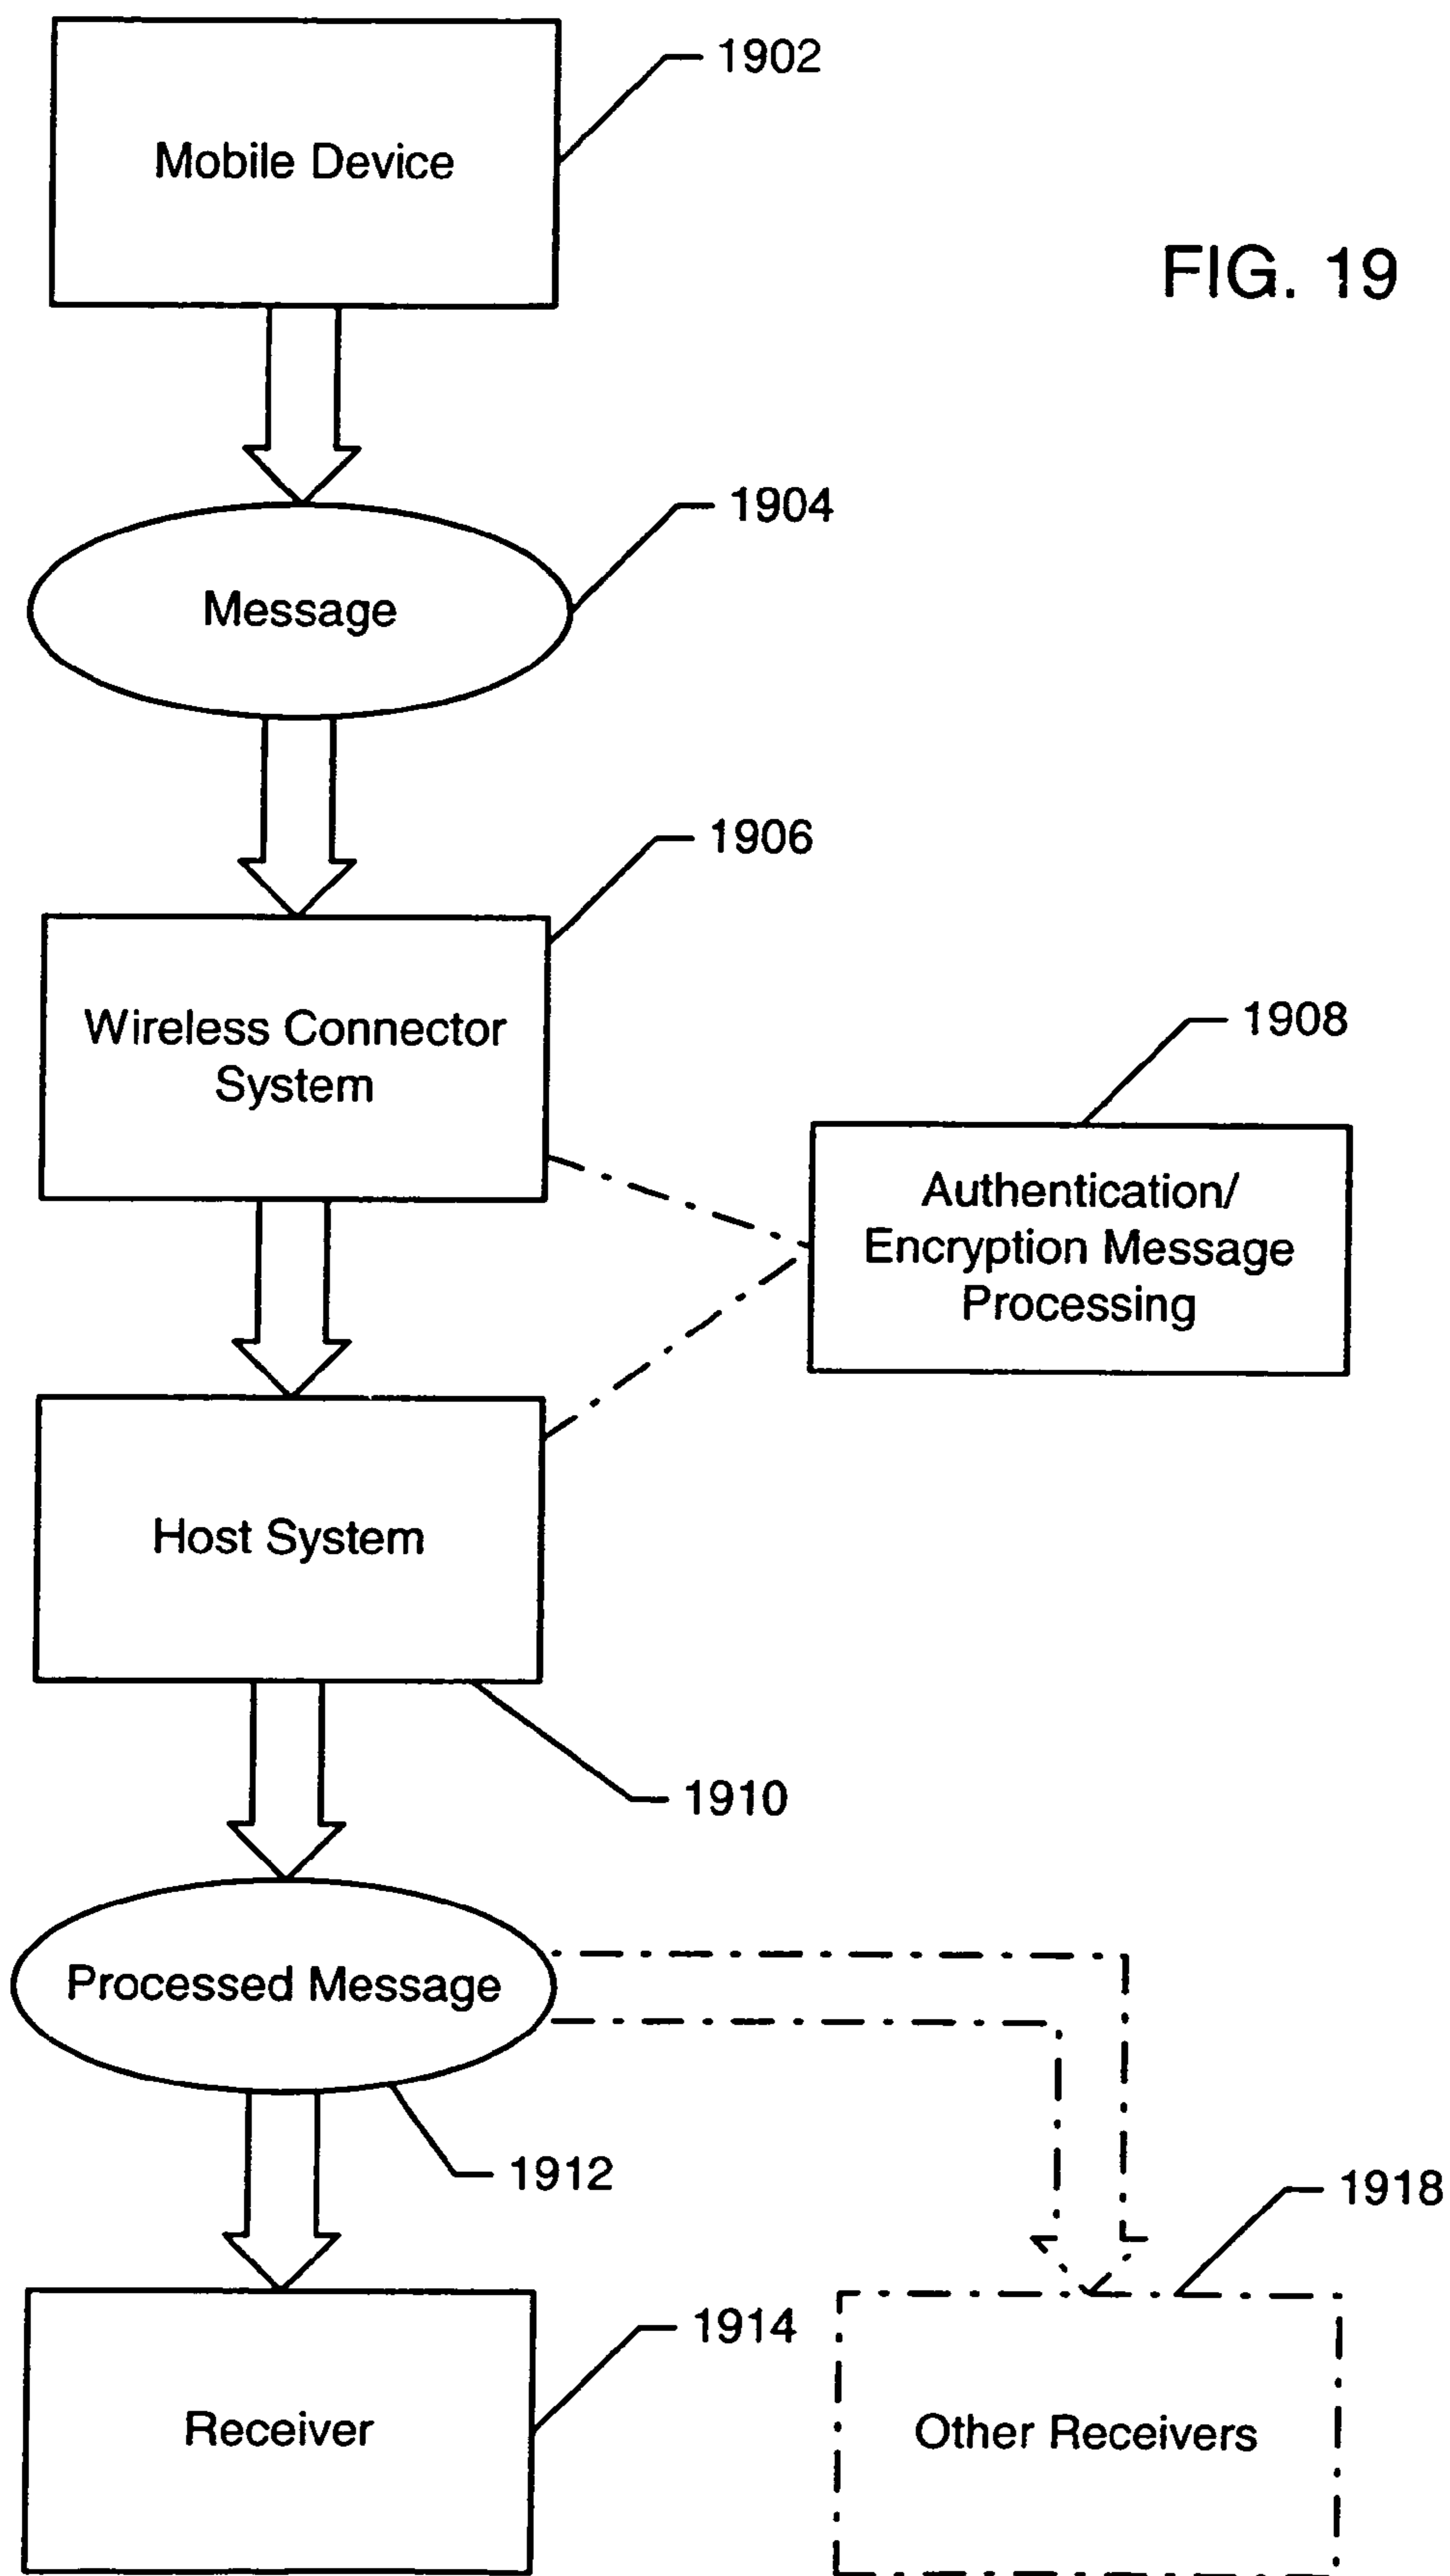 1902
Mobile Device
FIG. 19
1904
Message
1906
Wireless Connector
System
1908
Authentication/
Encryption Message
Processing
Host System
1910
Processed Message
1912
1918
1914
Receiver
Other Receivers